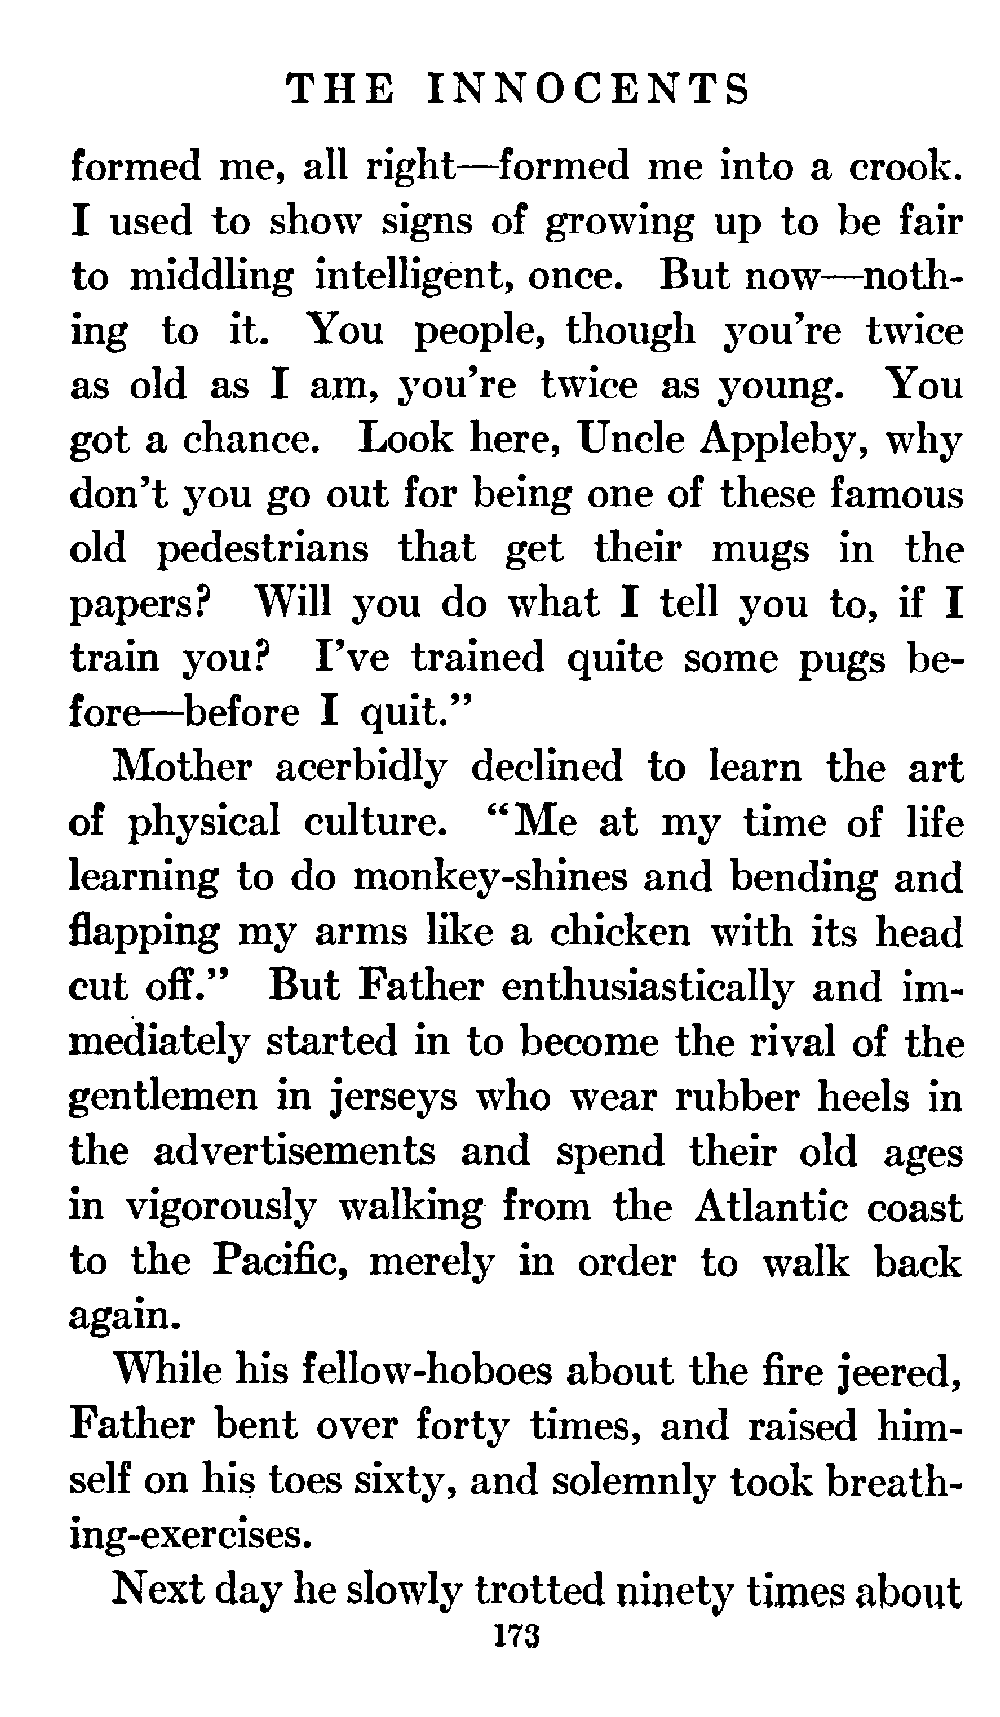 THE INNOCENTS
formed me, all right—formed me into a crook.
I used to show signs of growing up to be fair
to middling intelligent, once. But now—noth-
ing to it. You people, though you're twice
as old as I am, you're twice as young. You
got a chance. Look here, Uncle Appleby, why
don't you go out for being one of these famous
old pedestrians that get their mugs in the
papers? Will you do what I tell you to, if I
train you? I've trained quite some pugs be-
fore—before I quit.”
Mother acerbidly declined to learn the art
of physical culture. “Me at my time of life
learning to do monkey-shines and bending and
flapping my arms like a chicken with its head
cut off.” But Father enthusiastically and im-
mediately started in to become the rival of the
gentlemen in jerseys who wear rubber heels in
the advertisements and spend their old ages
in vigorously walking from the Atlantic coast
to the Pacific, merely in order to walk back
again.
While his fellow-hoboes about the fire jeered,
Father bent over forty times, and raised him-
self on his toes sixty, and solemnly took breath-
ing-exercises.
Next day he slowly trotted ninety times about
173